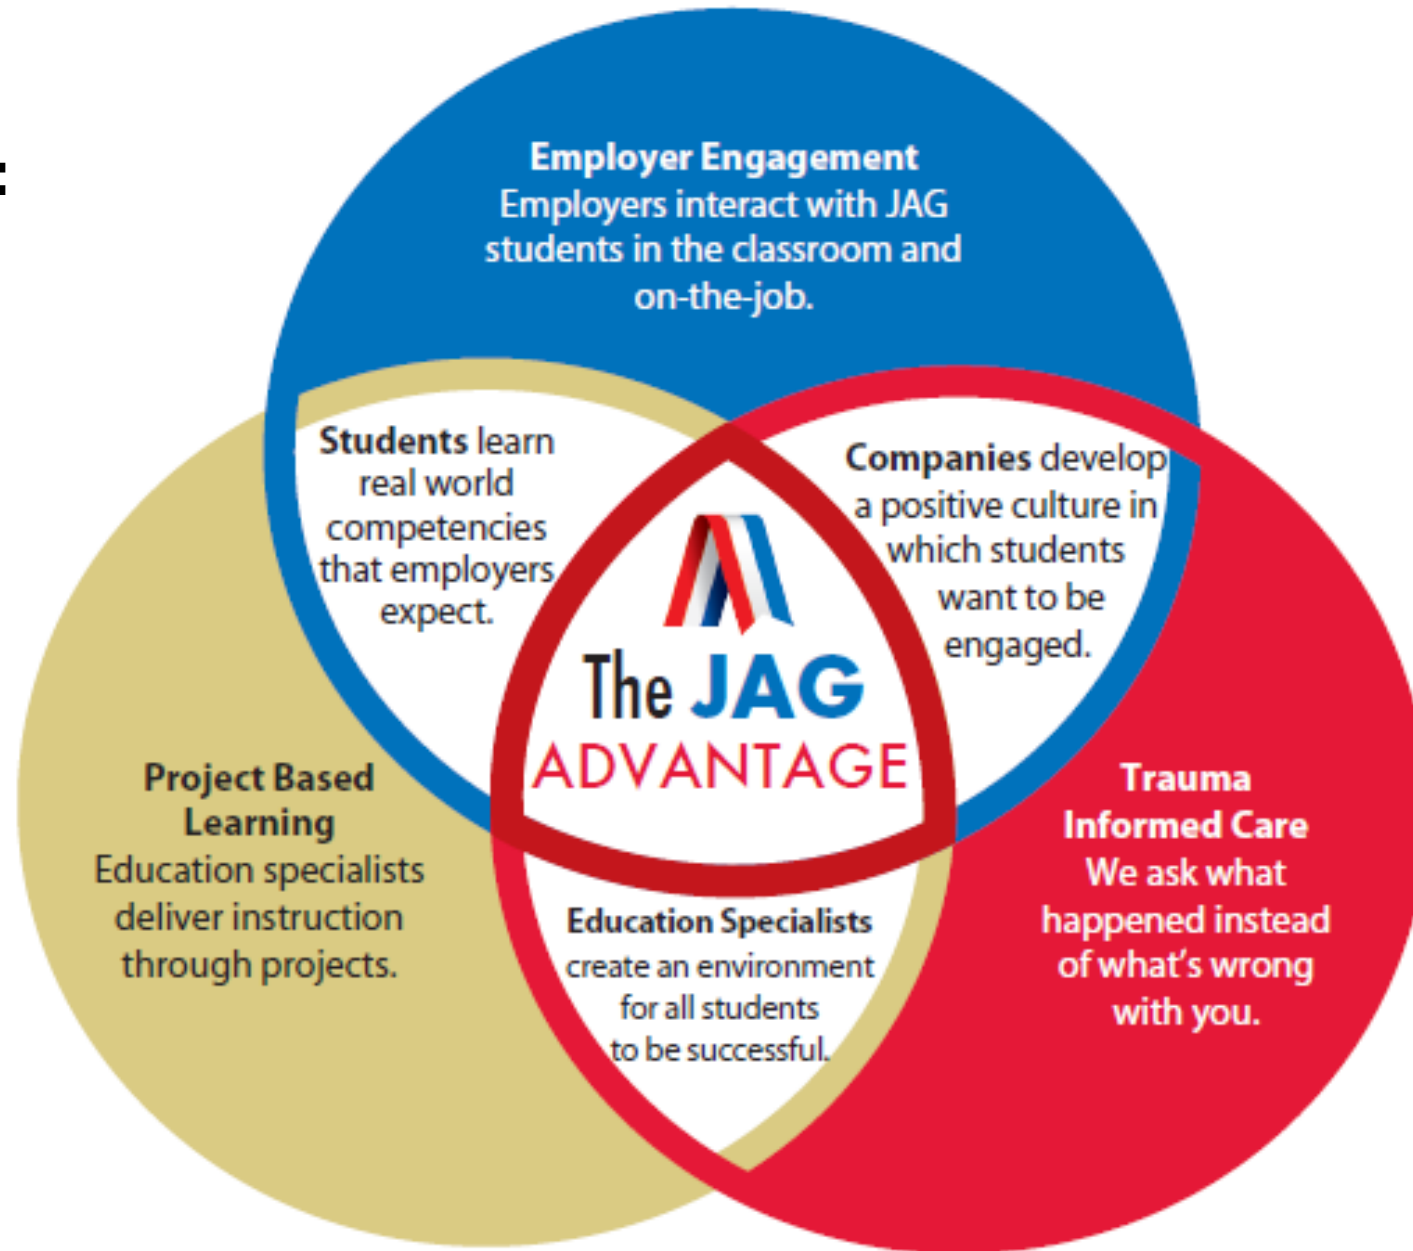 :
Employer Engagement
Employers interact with JAG
students in the classroom and
on-the-job.
Students learn
real world
competencies
that employers
expect.
Companies develop
a positive culture in
which students
want to be
engaged.
The JAG
ADVANTAGE
Project Based
Learning
Education specialists
deliver instruction
through projects.
Trauma
Informed Care
We ask what
happened instead
of what’s wrong
with you.
Education Specialists
create an environment
for all students
to be successful.